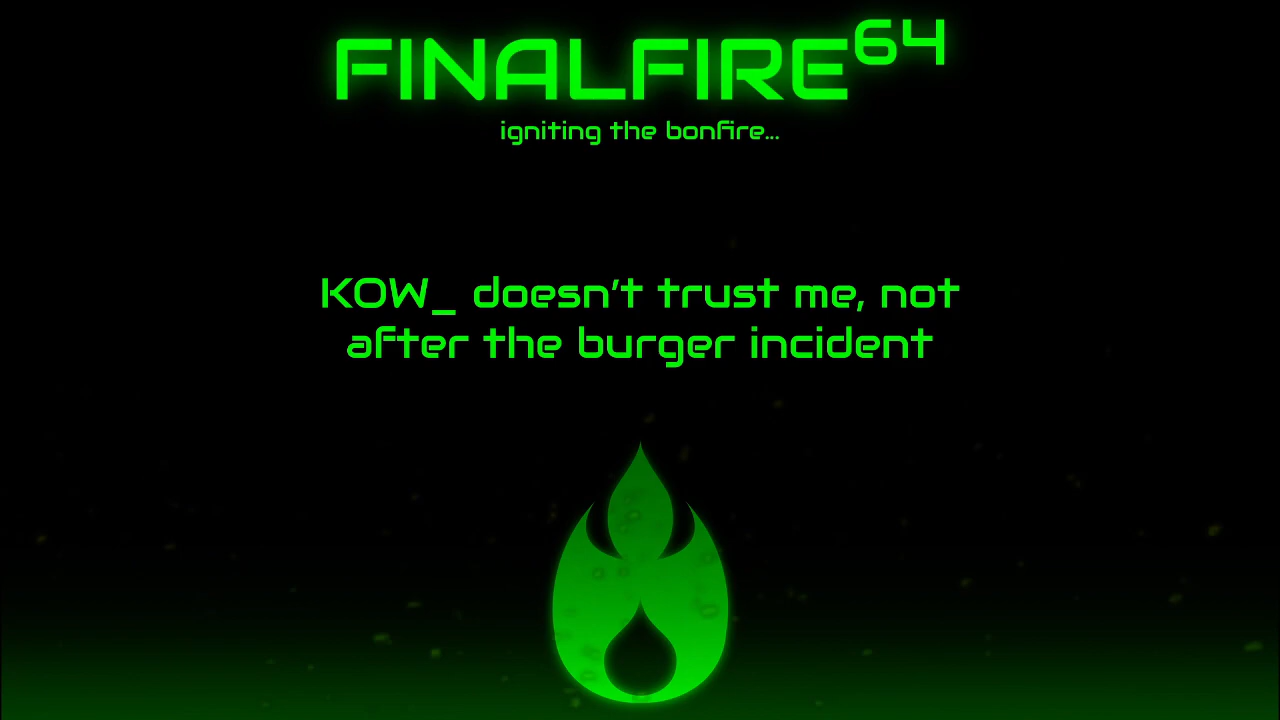 FINALFIRE64
igniting the bonfire...
KOW_ doesn't trust me, not
after the burger incident